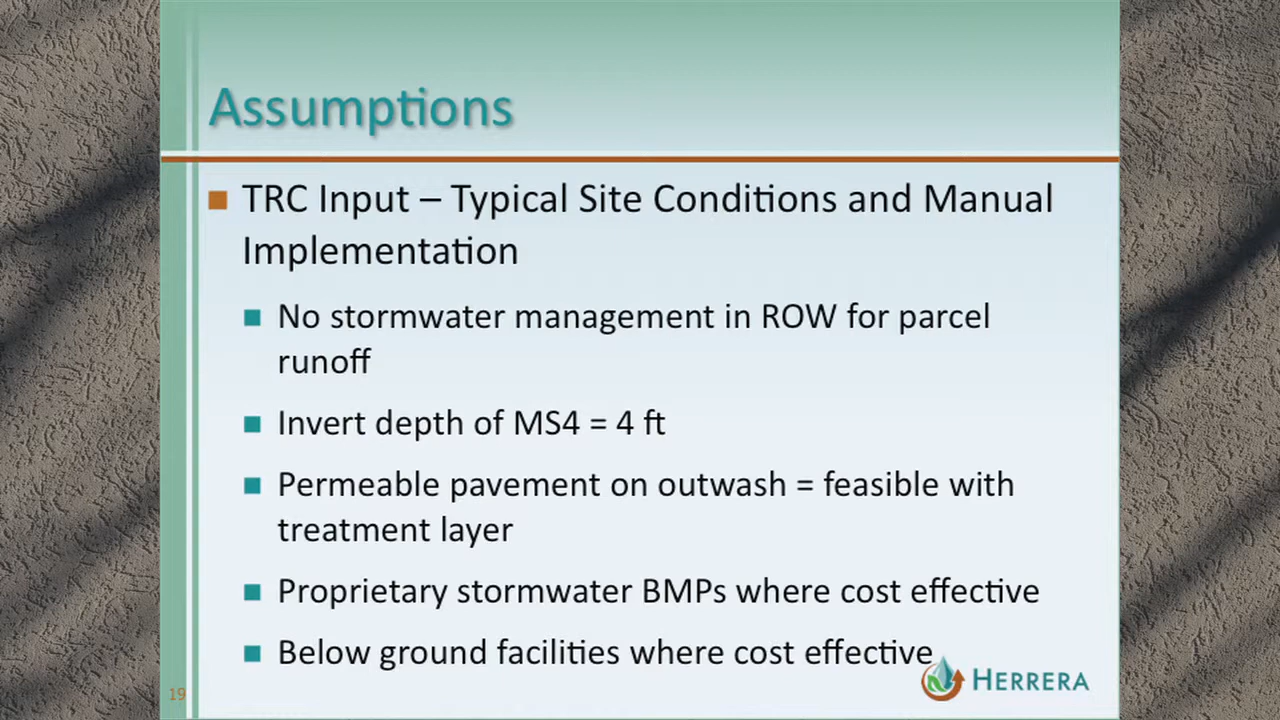 Assumptions
TRC Input – Typical Site Conditions and Manual
Implementation
No stormwater management in ROW for parcel
runoff
Invert depth of MS4 = 4 ft
Permeable pavement on outwash = feasible with
treatment layer
Proprietary stormwater BMPs where cost effective
Below ground facilities where cost effective
19
HERRERA